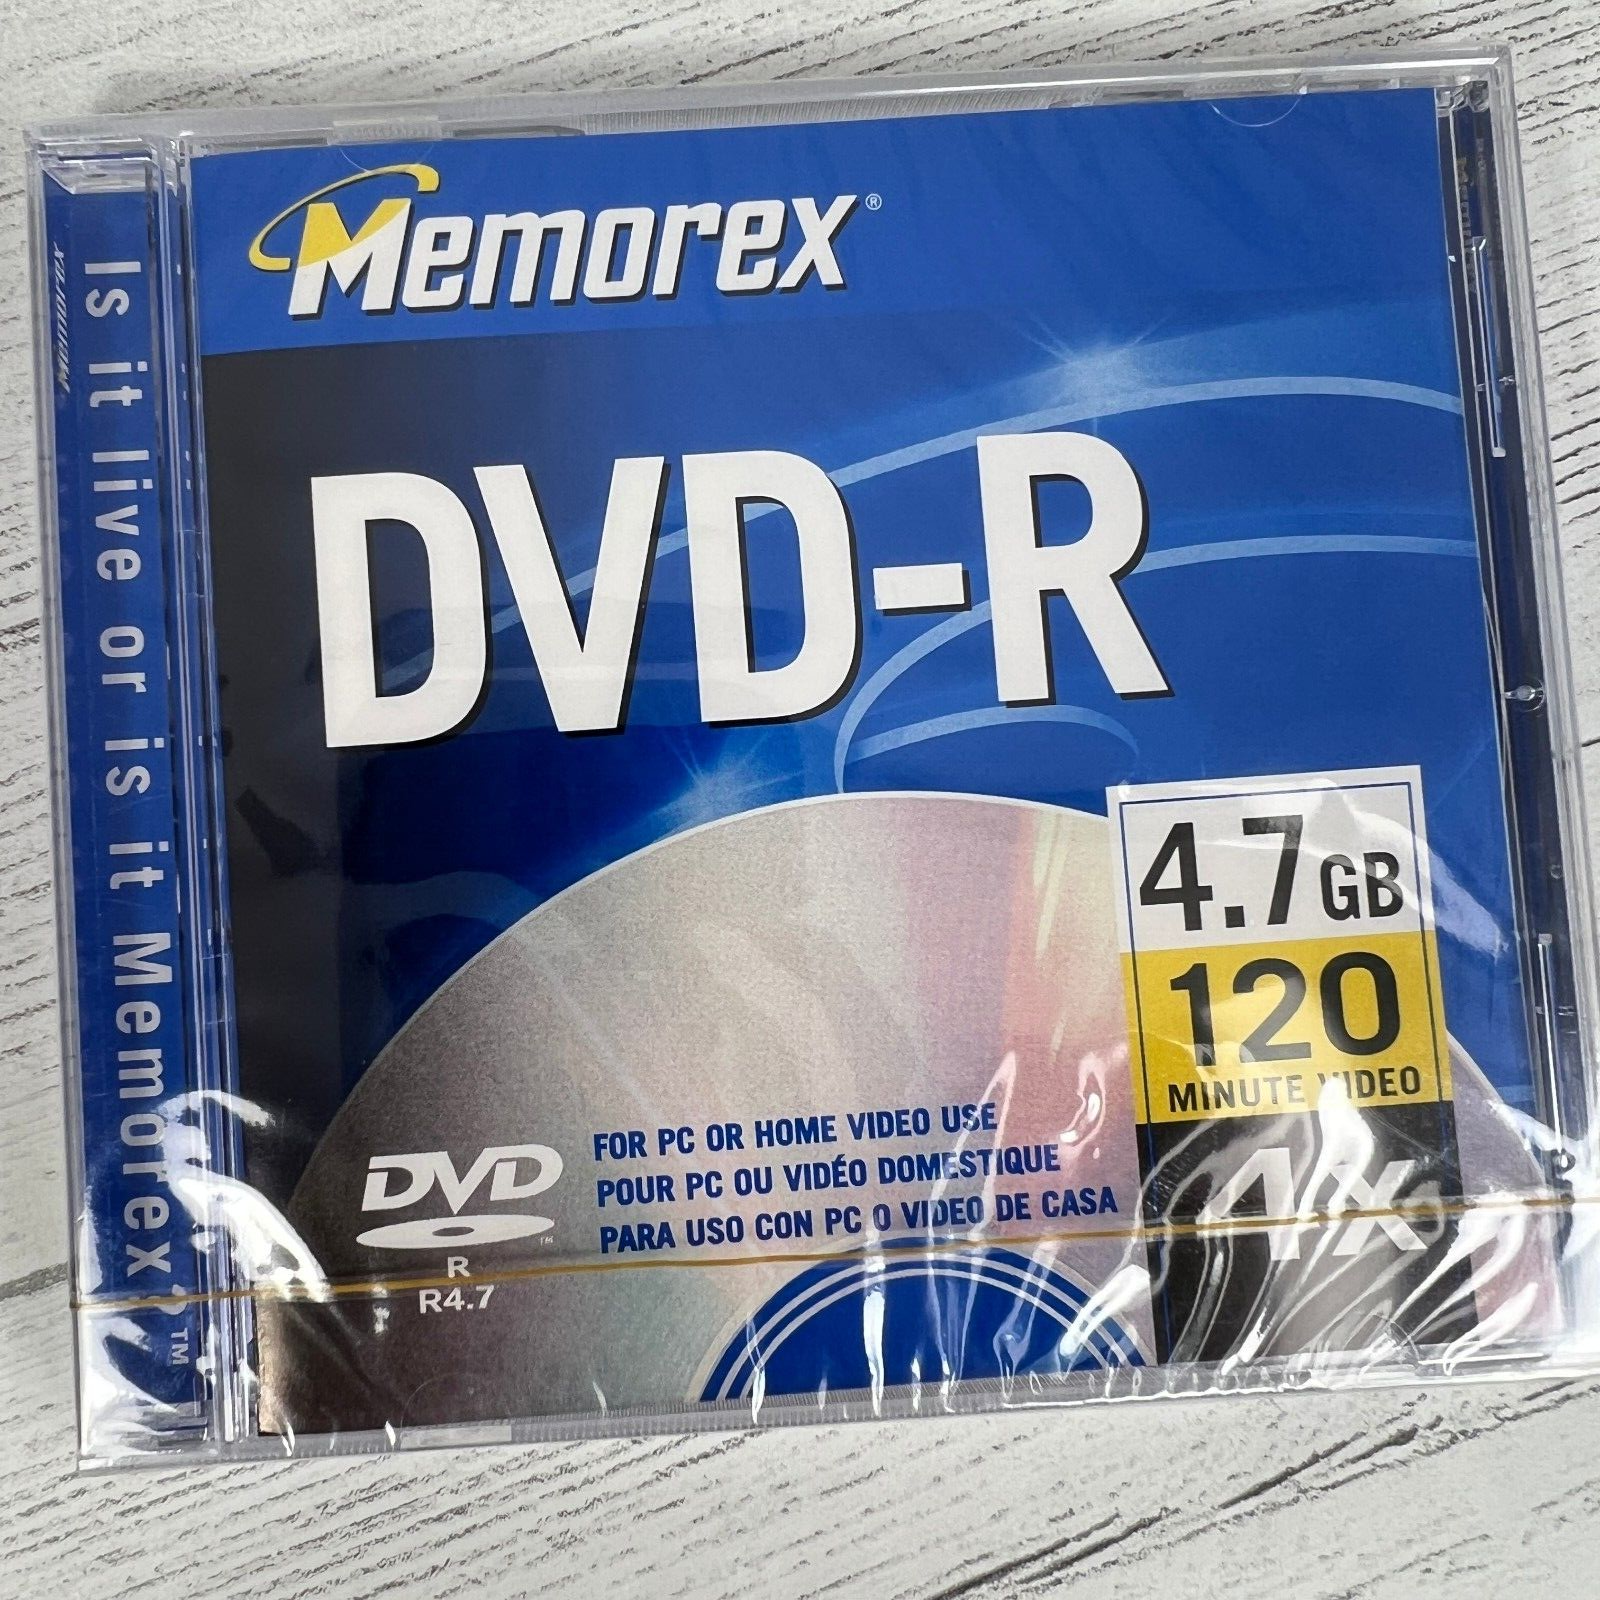 Memorex®
DVD-R
4.7GB
120
MINUTE VIDEO
4x
FOR PC OR HOME VIDEO USE
POUR PC OU VIDÉO DOMESTIQUE
PARA USO CON PC O VIDEO DE CASA
DVD™
R
R4.7
Memorex
Is it live or is it Memorex?™